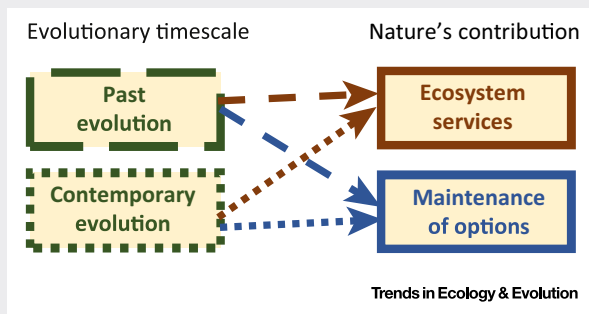 Evolutionary timescale
Nature's contribution
Past
evolution
Ecosystem
services
Contemporary
evolution
Maintenance
of options
Trends in Ecology & Evolution